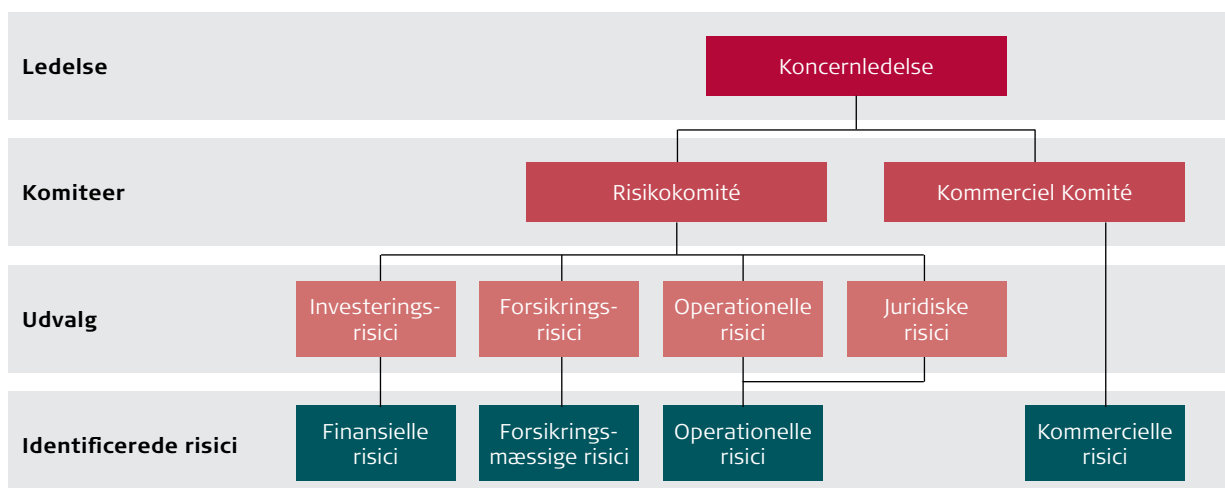 Ledelse
Koncernledelse
Komiteer
Risikokomité
Kommerciel Komité
Udvalg
Investerings-
risici
Forsikrings-
risici
Operationelle
risici
Juridiske
risici
Identificerede risici
Finansielle
risici
Forsikrings-
mæssige risici
Operationelle
risici
Kommercielle
risici